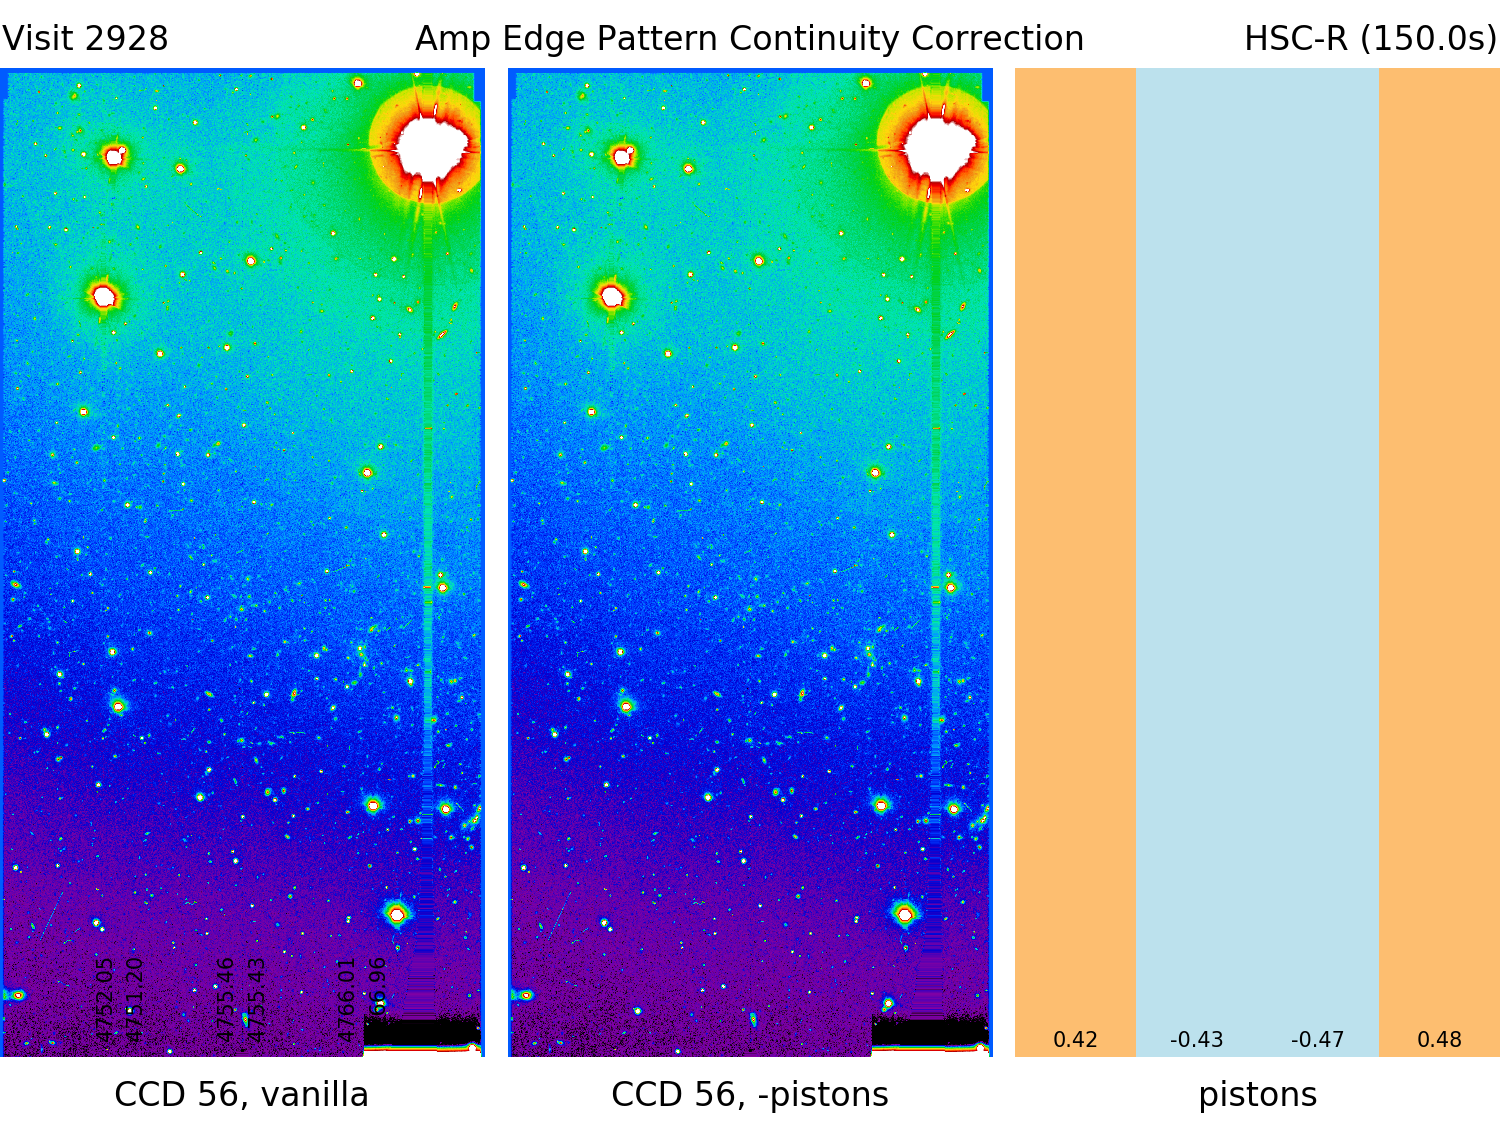 Visit 2928
Amp Edge Pattern Continuity Correction
HSC-R (150.0s)
4752.05
4751.20
4755.46
4755.43
4766.01
0.42
-0.43
-0.47
0.48
CCD 56, vanilla
CCD 56, -pistons
pistons